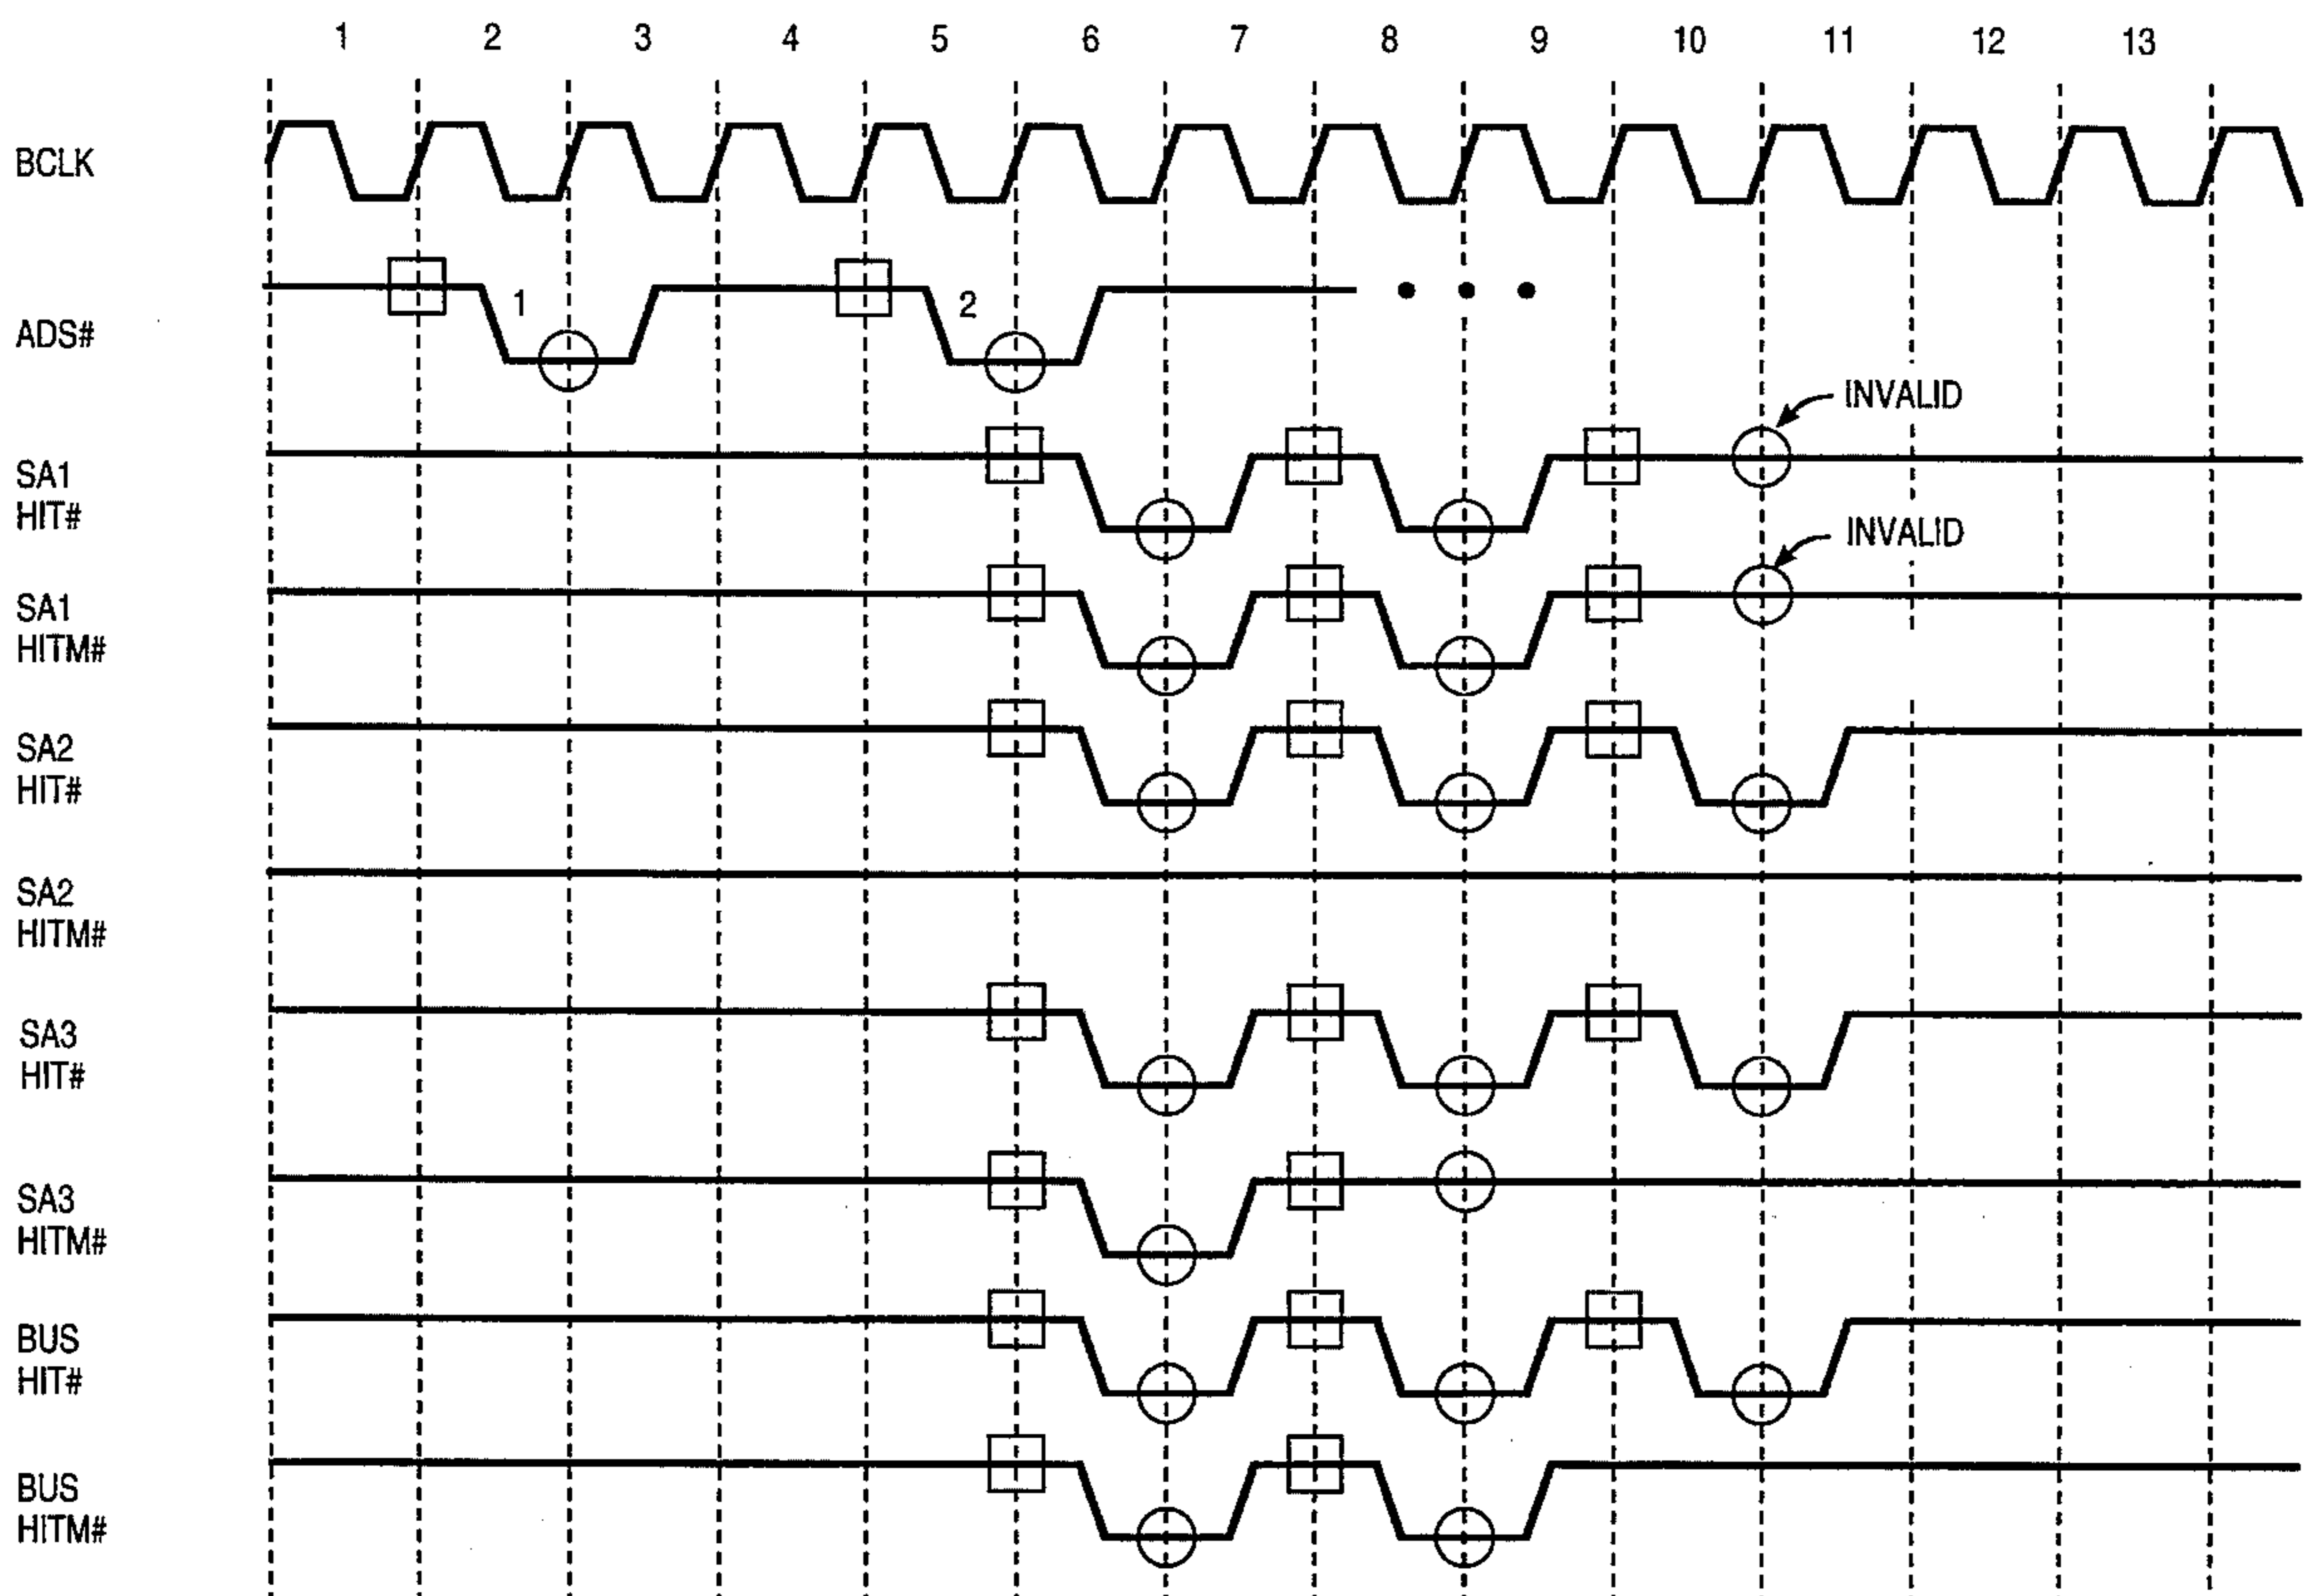 1 2 3 4 5 6 7 8 9 10 11 12 13
BCLK
1
2
ADS#
INVALID
SA1
HIT#
INVALID
SA1
HITM#
SA2
HIT#
SA2
HITM#
SA3
HIT#
SA3
HITM#
BUS
HIT#
BUS
HITM#